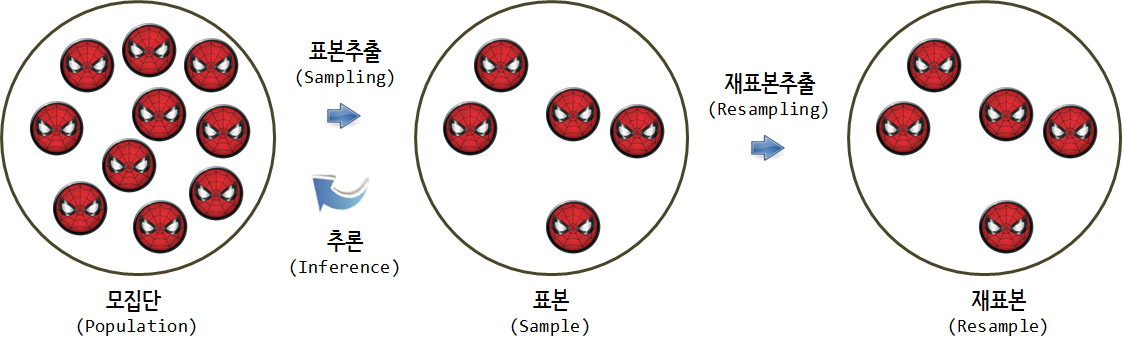 표본추출
(Sampling)
추론
(Inference)
재표본추출
(Resampling)
모집단
(Population)
표본
(Sample)
재표본
(Resample)